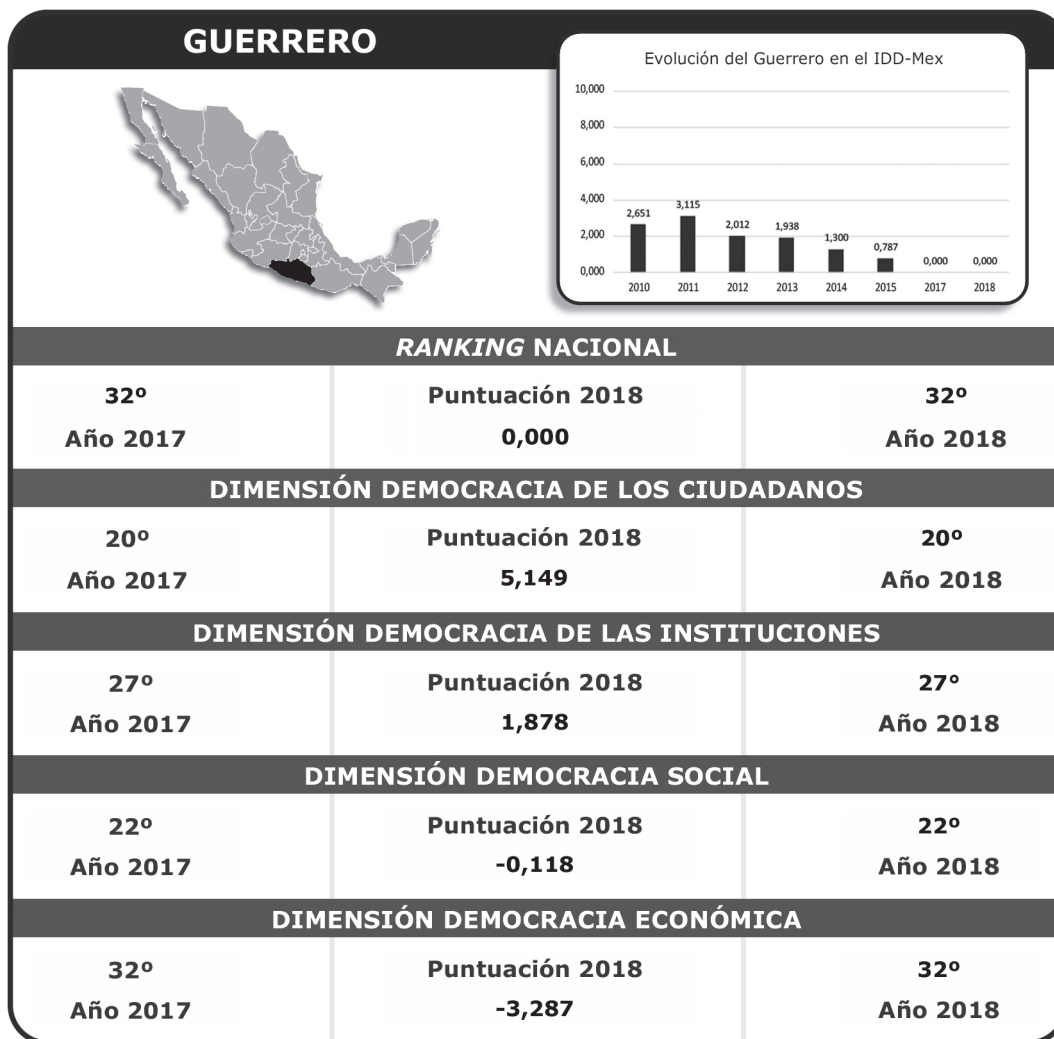 GUERRERO
Evolución del Guerrero en el IDD-Mex
10,000
8,000
6,000
4,000
2,000
0,000
2,651
3,115
2,012
1,938
1,300
0,787
0,000
0,000
2010
2011
2012
2013
2014
2015
2017
2018
RANKING NACIONAL
32º
Año 2017
Puntuación 2018
0,000
32º
Año 2018
DIMENSIÓN DEMOCRACIA DE LOS CIUDADANOS
20º
Año 2017
Puntuación 2018
5,149
20º
Año 2018
DIMENSIÓN DEMOCRACIA DE LAS INSTITUCIONES
27º
Año 2017
Puntuación 2018
1,878
27°
Año 2018
DIMENSIÓN DEMOCRACIA SOCIAL
22º
Año 2017
Puntuación 2018
-0,118
22º
Año 2018
DIMENSIÓN DEMOCRACIA ECONÓMICA
32º
Año 2017
Puntuación 2018
-3,287
32º
Año 2018